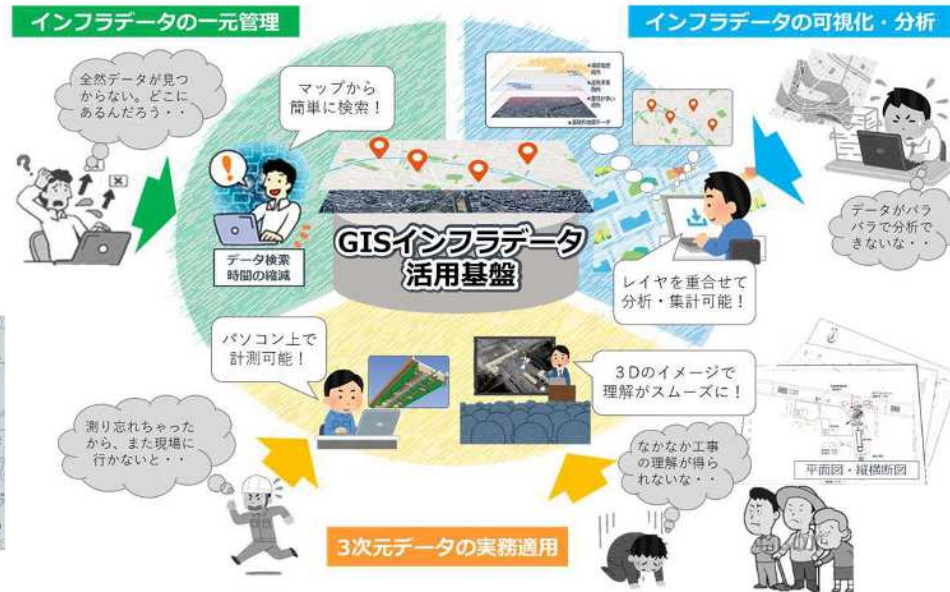 インフラデータの一元管理
インフラデータの可視化・分析
全然データが見つ
からない。どこに
あるんだろう・・
マップから
簡単に検索!
データ検索
時間の縮減
GISインフラデータ
活用基盤
データがバラ
バラで分析で
きないな・・
レイヤを重合せて
分析・集計可能!
パソコン上で
計測可能!
3Dのイメージで
理解がスムーズに!
測り忘れちゃった
から、また現場に
行かないと・・
なかなか工事
の理解が得ら
れないな・・
平面図・縦横断図
3次元データの実務適用